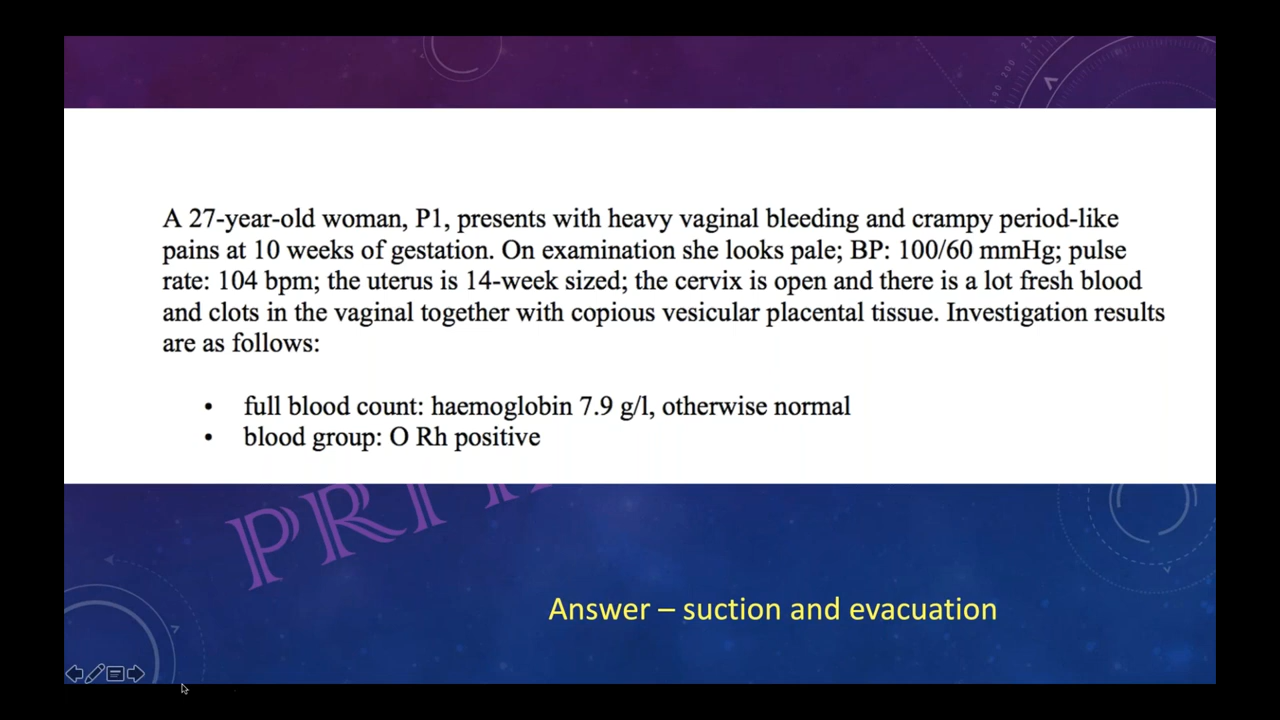 A 27-year-old woman, P1, presents with heavy vaginal bleeding and crampy period-like
pains at 10 weeks of gestation. On examination she looks pale; BP: 100/60 mmHg; pulse
rate: 104 bpm; the uterus is 14-week sized; the cervix is open and there is a lot fresh blood
and clots in the vaginal together with copious vesicular placental tissue. Investigation results
are as follows:
• full blood count: haemoglobin 7.9 g/l, otherwise normal
• blood group: O Rh positive
Answer – suction and evacuation